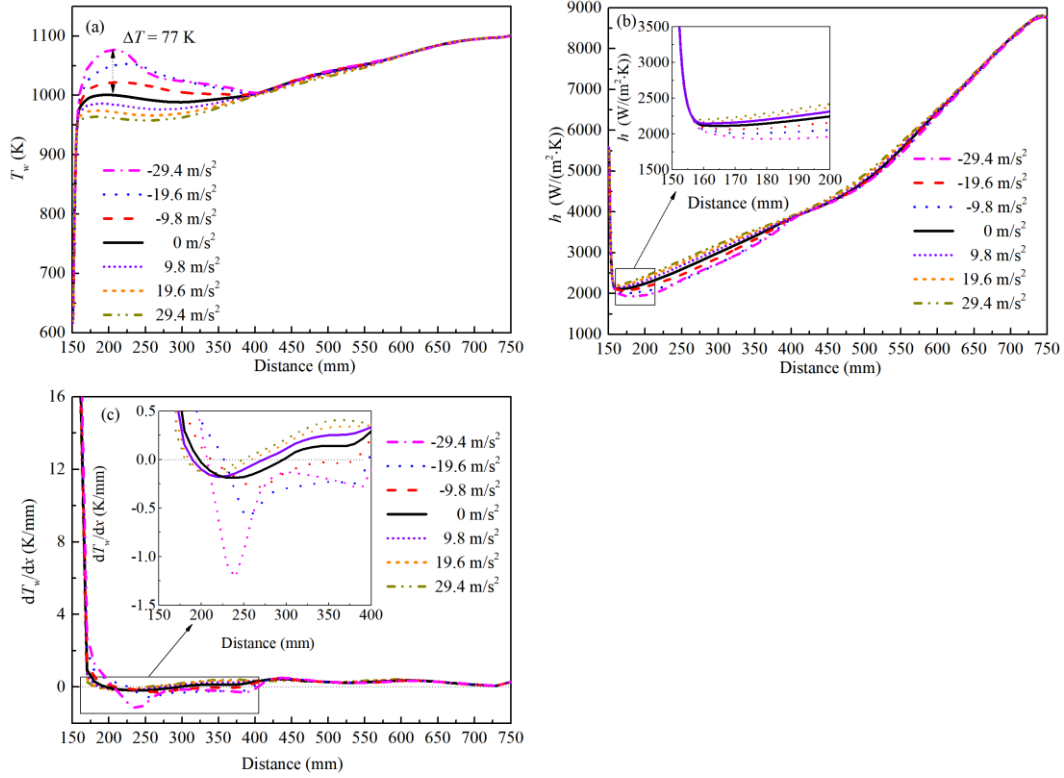 (a)
ΔT = 77 K
1100
1000
900
800
700
600
T_w (K)
-29.4 m/s²
-19.6 m/s²
-9.8 m/s²
0 m/s²
9.8 m/s²
19.6 m/s²
29.4 m/s²
150 200 250 300 350 400 450 500 550 600 650 700 750
Distance (mm)
(b)
9000
8000
7000
6000
5000
4000
3000
2000
1000
h (W/(m²·K)
2500
2250
2000
1750
1500
h (W/(m²·K)
150 160 170 180 190 200
Distance (mm)
-29.4 m/s²
-19.6 m/s²
-9.8 m/s²
0 m/s²
9.8 m/s²
19.6 m/s²
29.4 m/s²
150 200 250 300 350 400 450 500 550 600 650 700 750
Distance (mm)
(c)
16
12
8
4
0
dT_w/dx (K/mm)
0.5
0.0
-0.5
-1.0
-1.5
dT_w/dx (K/mm)
150 200 250 300 350 400
Distance (mm)
-29.4 m/s²
-19.6 m/s²
-9.8 m/s²
0 m/s²
9.8 m/s²
19.6 m/s²
29.4 m/s²
150 200 250 300 350 400 450 500 550 600 650 700 750
Distance (mm)